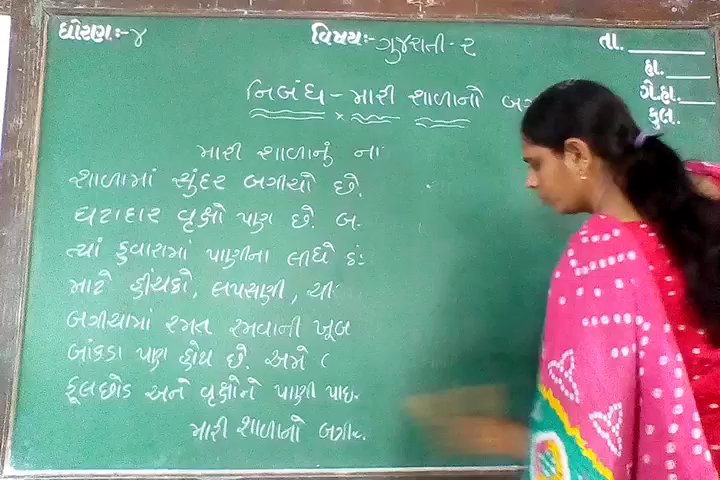 ધોરણ:- ૪
વિષય:- ગુજરાતી - ૨
તા.
હા.
ગે.હા.
કુલ.
નિબંધ - મારી શાળાનો બગ
મારી શાળાનું ના
શાળામાં સુંદર બગીચો છે.
ઘટાદાર વૃક્ષો પણ છે. બ
ત્યાં ફુવારામાં પાણીના લીધે ઠં
માટે હીંચકો, લપસણી, ચી
બગીચામાં રમત રમવાની ખૂબ
બાંકડા પણ હોય છે. અમે
ફૂલછોડ અને વૃક્ષોને પાણી પાઇ
મારી શાળાનો બગી